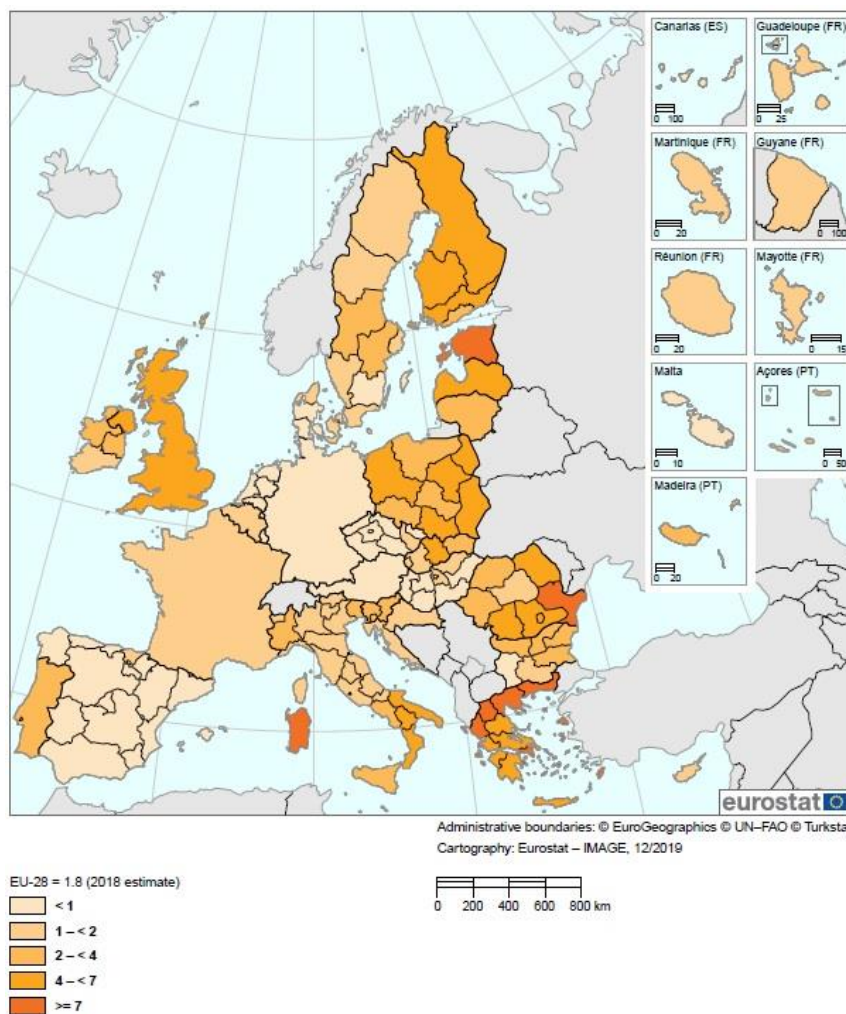 Canarias (ES)
0 100
Guadeloupe (FR)
0 25
Martinique (FR)
0 20
Guyane (FR)
0 100
Réunion (FR)
0 20
Mayotte (FR)
0 15
Malta
0 10
Açores (PT)
0 50
Madeira (PT)
0 20
eurostat
Administrative boundaries: © EuroGeographics © UN–FAO © Turksta
Cartography: Eurostat – IMAGE, 12/2019
EU-28 = 1.8 (2018 estimate)
< 1
1 – < 2
2 – < 4
4 – < 7
>= 7
0 200 400 600 800 km